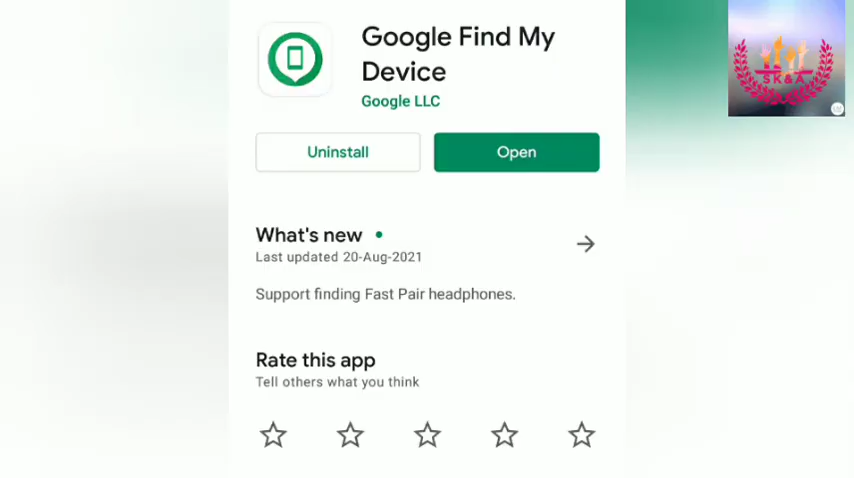 Google Find My
Device
Google LLC
Uninstall
Open
What's new
Last updated 20-Aug-2021
Support finding Fast Pair headphones.
Rate this app
Tell others what you think
SK&A